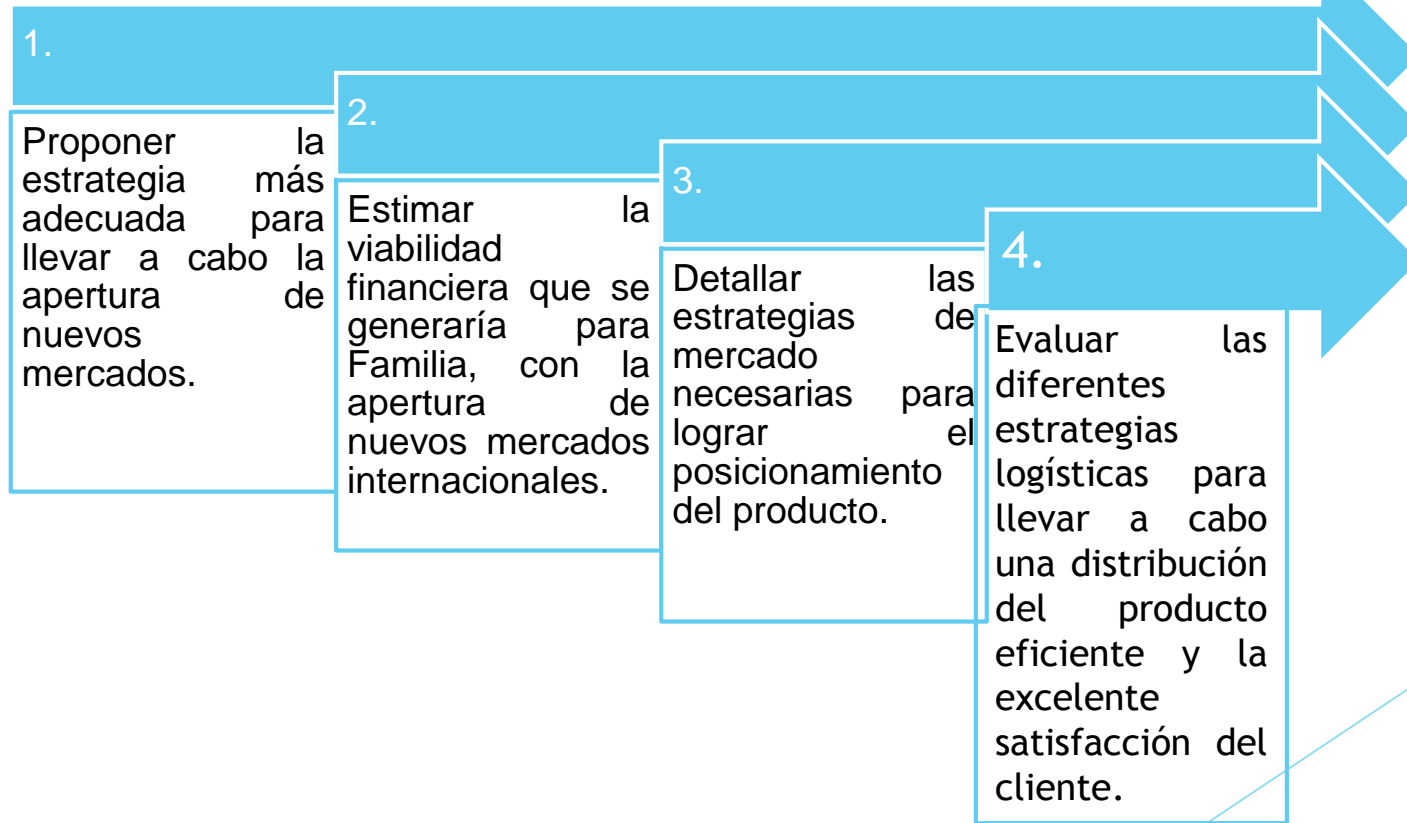 1.
Proponer la
estrategia más
adecuada para
llevar a cabo la
apertura de
nuevos
mercados.
2.
Estimar la
viabilidad
financiera que se
generaría para
Familia, con la
apertura de
nuevos mercados
internacionales.
3.
Detallar las
estrategias de
mercado
necesarias para
lograr el
posicionamiento
del producto.
4.
Evaluar las
diferentes
estrategias
logísticas para
llevar a cabo
una distribución
del producto
eficiente y la
excelente
satisfacción del
cliente.